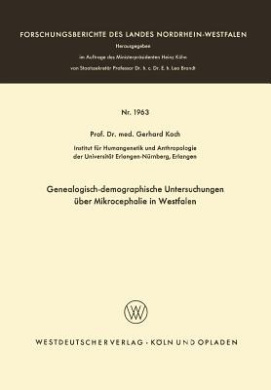 FORSCHUNGSBERICHTE DES LANDES NORDRHEIN-WESTFALEN
Herausgegeben
im Auftrage des Ministerpräsidenten Heinz Kühn
von Staatssekretär Professor Dr. h. c. Dr. E. h. Leo Brandt
Nr. 1963
Prof. Dr. med. Gerhard Koch
Institut für Humangenetik und Anthropologie
der Universität Erlangen-Nürnberg, Erlangen
Genealogisch-demographische Untersuchungen
über Mikrocephalie in Westfalen
WESTDEUTSCHER VERLAG · KÖLN UND OPLADEN